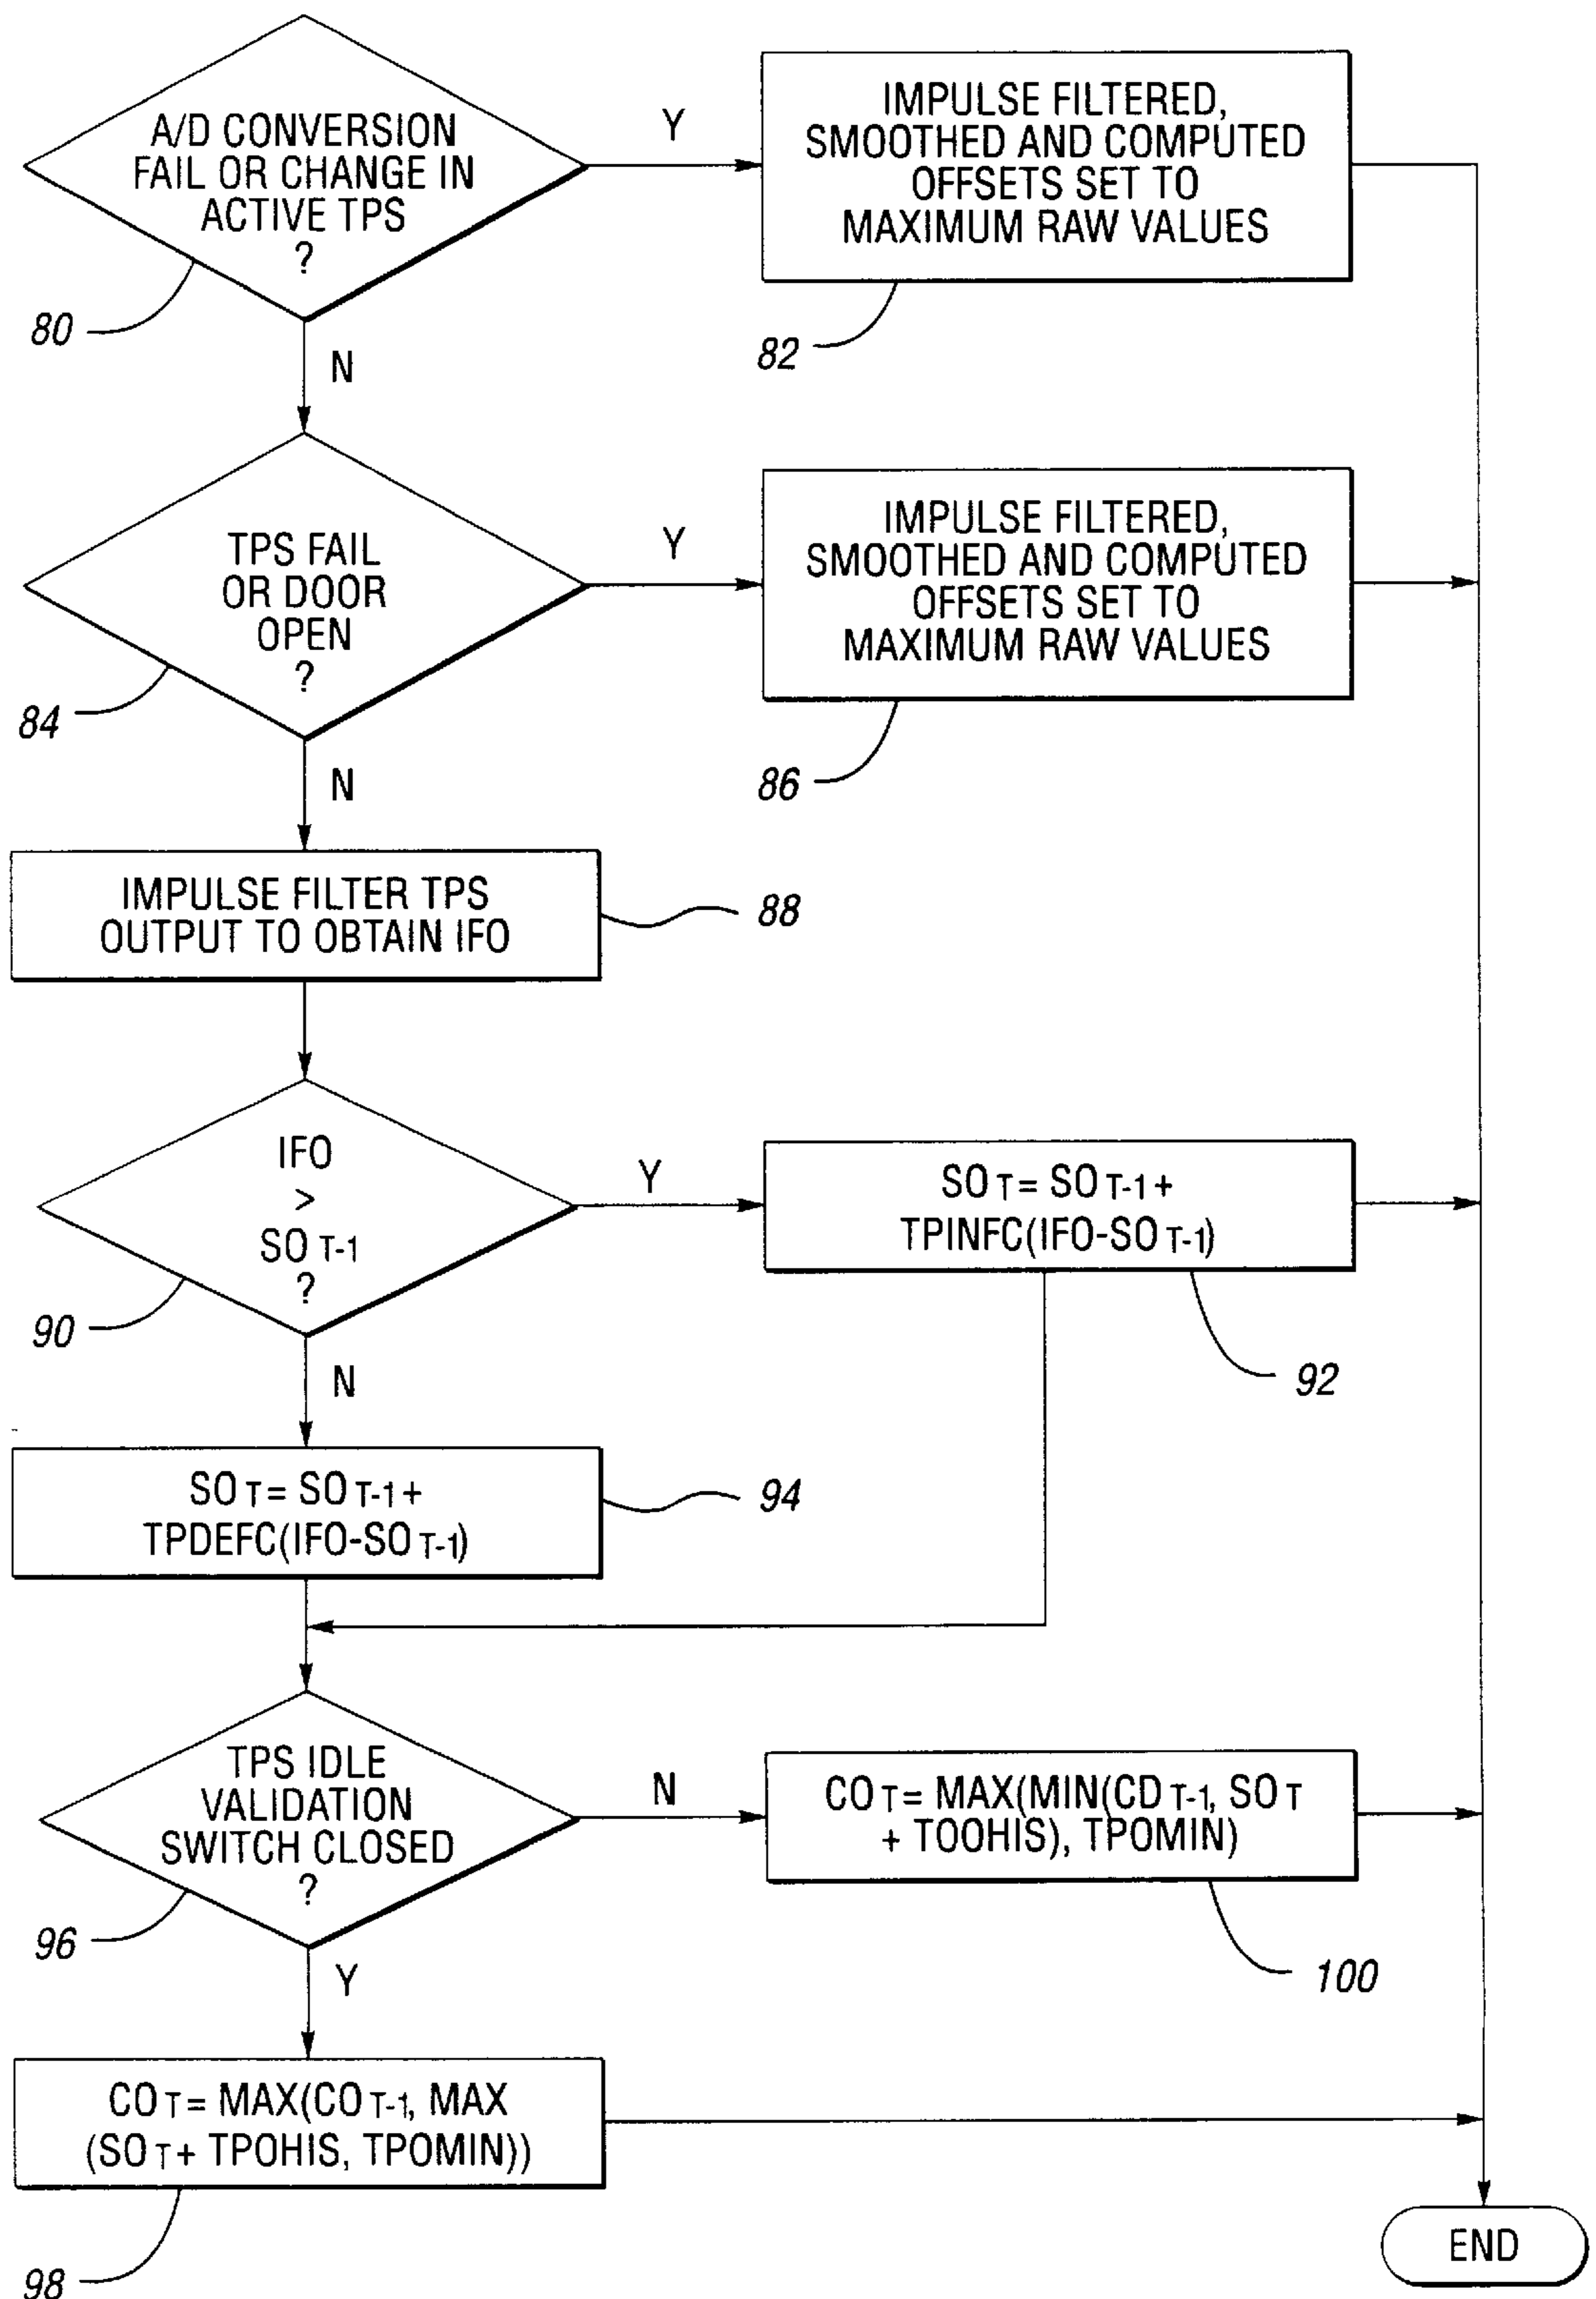 A/D CONVERSION
FAIL OR CHANGE IN
ACTIVE TPS
?
80
Y
IMPULSE FILTERED,
SMOOTHED AND COMPUTED
OFFSETS SET TO
MAXIMUM RAW VALUES
82
N
TPS FAIL
OR DOOR
OPEN
?
84
Y
IMPULSE FILTERED,
SMOOTHED AND COMPUTED
OFFSETS SET TO
MAXIMUM RAW VALUES
86
N
IMPULSE FILTER TPS
OUTPUT TO OBTAIN IFO
88
IFO
>
SO T-1
?
90
Y
SO T = SO T-1 +
TPINFC(IFO-SO T-1)
92
N
SO T = SO T-1 +
TPDEFC(IFO-SO T-1)
94
TPS IDLE
VALIDATION
SWITCH CLOSED
?
96
N
CO T = MAX(MIN(CD T-1, SO T
+ TOOHIS), TPOMIN)
100
Y
CO T = MAX(CO T-1, MAX
(SO T + TPOHIS, TPOMIN))
98
END